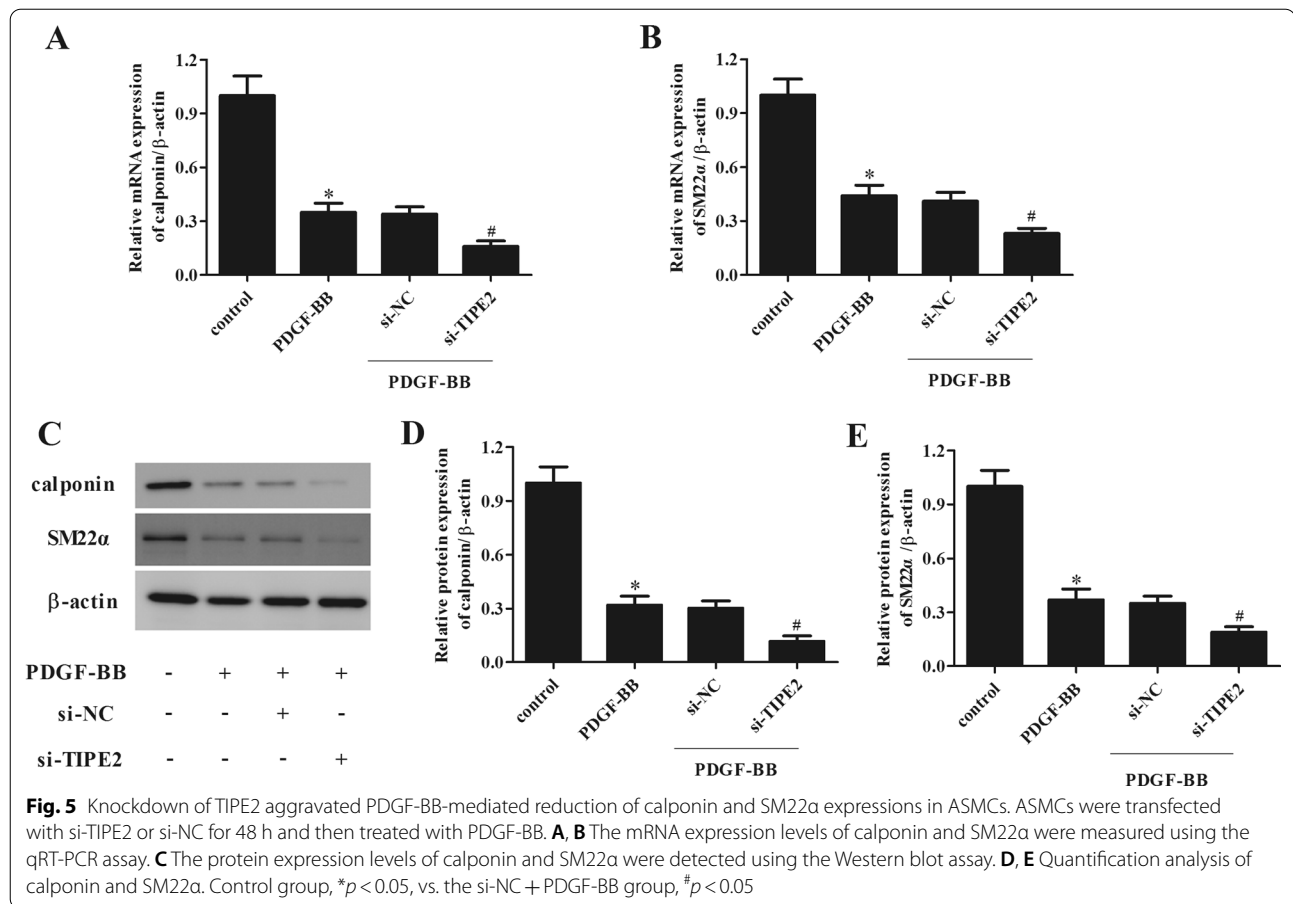 A
Relative mRNA expression
of calponin/β-actin
1.2
0.9
0.6
0.3
0.0
*
#
control
PDGF-BB
si-NC
si-TIPE2
PDGF-BB
B
Relative mRNA expression
of SM22α/β-actin
1.2
0.9
0.6
0.3
0.0
*
#
control
PDGF-BB
si-NC
si-TIPE2
PDGF-BB
C
calponin
SM22α
β-actin
PDGF-BB - + + +
si-NC - - + -
si-TIPE2 - - - +
D
Relative protein expression
of calponin/β-actin
1.2
0.9
0.6
0.3
0.0
*
#
control
PDGF-BB
si-NC
si-TIPE2
PDGF-BB
E
Relative protein expression
of SM22α/β-actin
1.2
0.9
0.6
0.3
0.0
*
#
control
PDGF-BB
si-NC
si-TIPE2
PDGF-BB
Fig. 5 Knockdown of TIPE2 aggravated PDGF-BB-mediated reduction of calponin and SM22α expressions in ASMCs. ASMCs were transfected
with si-TIPE2 or si-NC for 48 h and then treated with PDGF-BB. A, B The mRNA expression levels of calponin and SM22α were measured using the
qRT-PCR assay. C The protein expression levels of calponin and SM22α were detected using the Western blot assay. D, E Quantification analysis of
calponin and SM22α. Control group, *p < 0.05, vs. the si-NC + PDGF-BB group, #p < 0.05